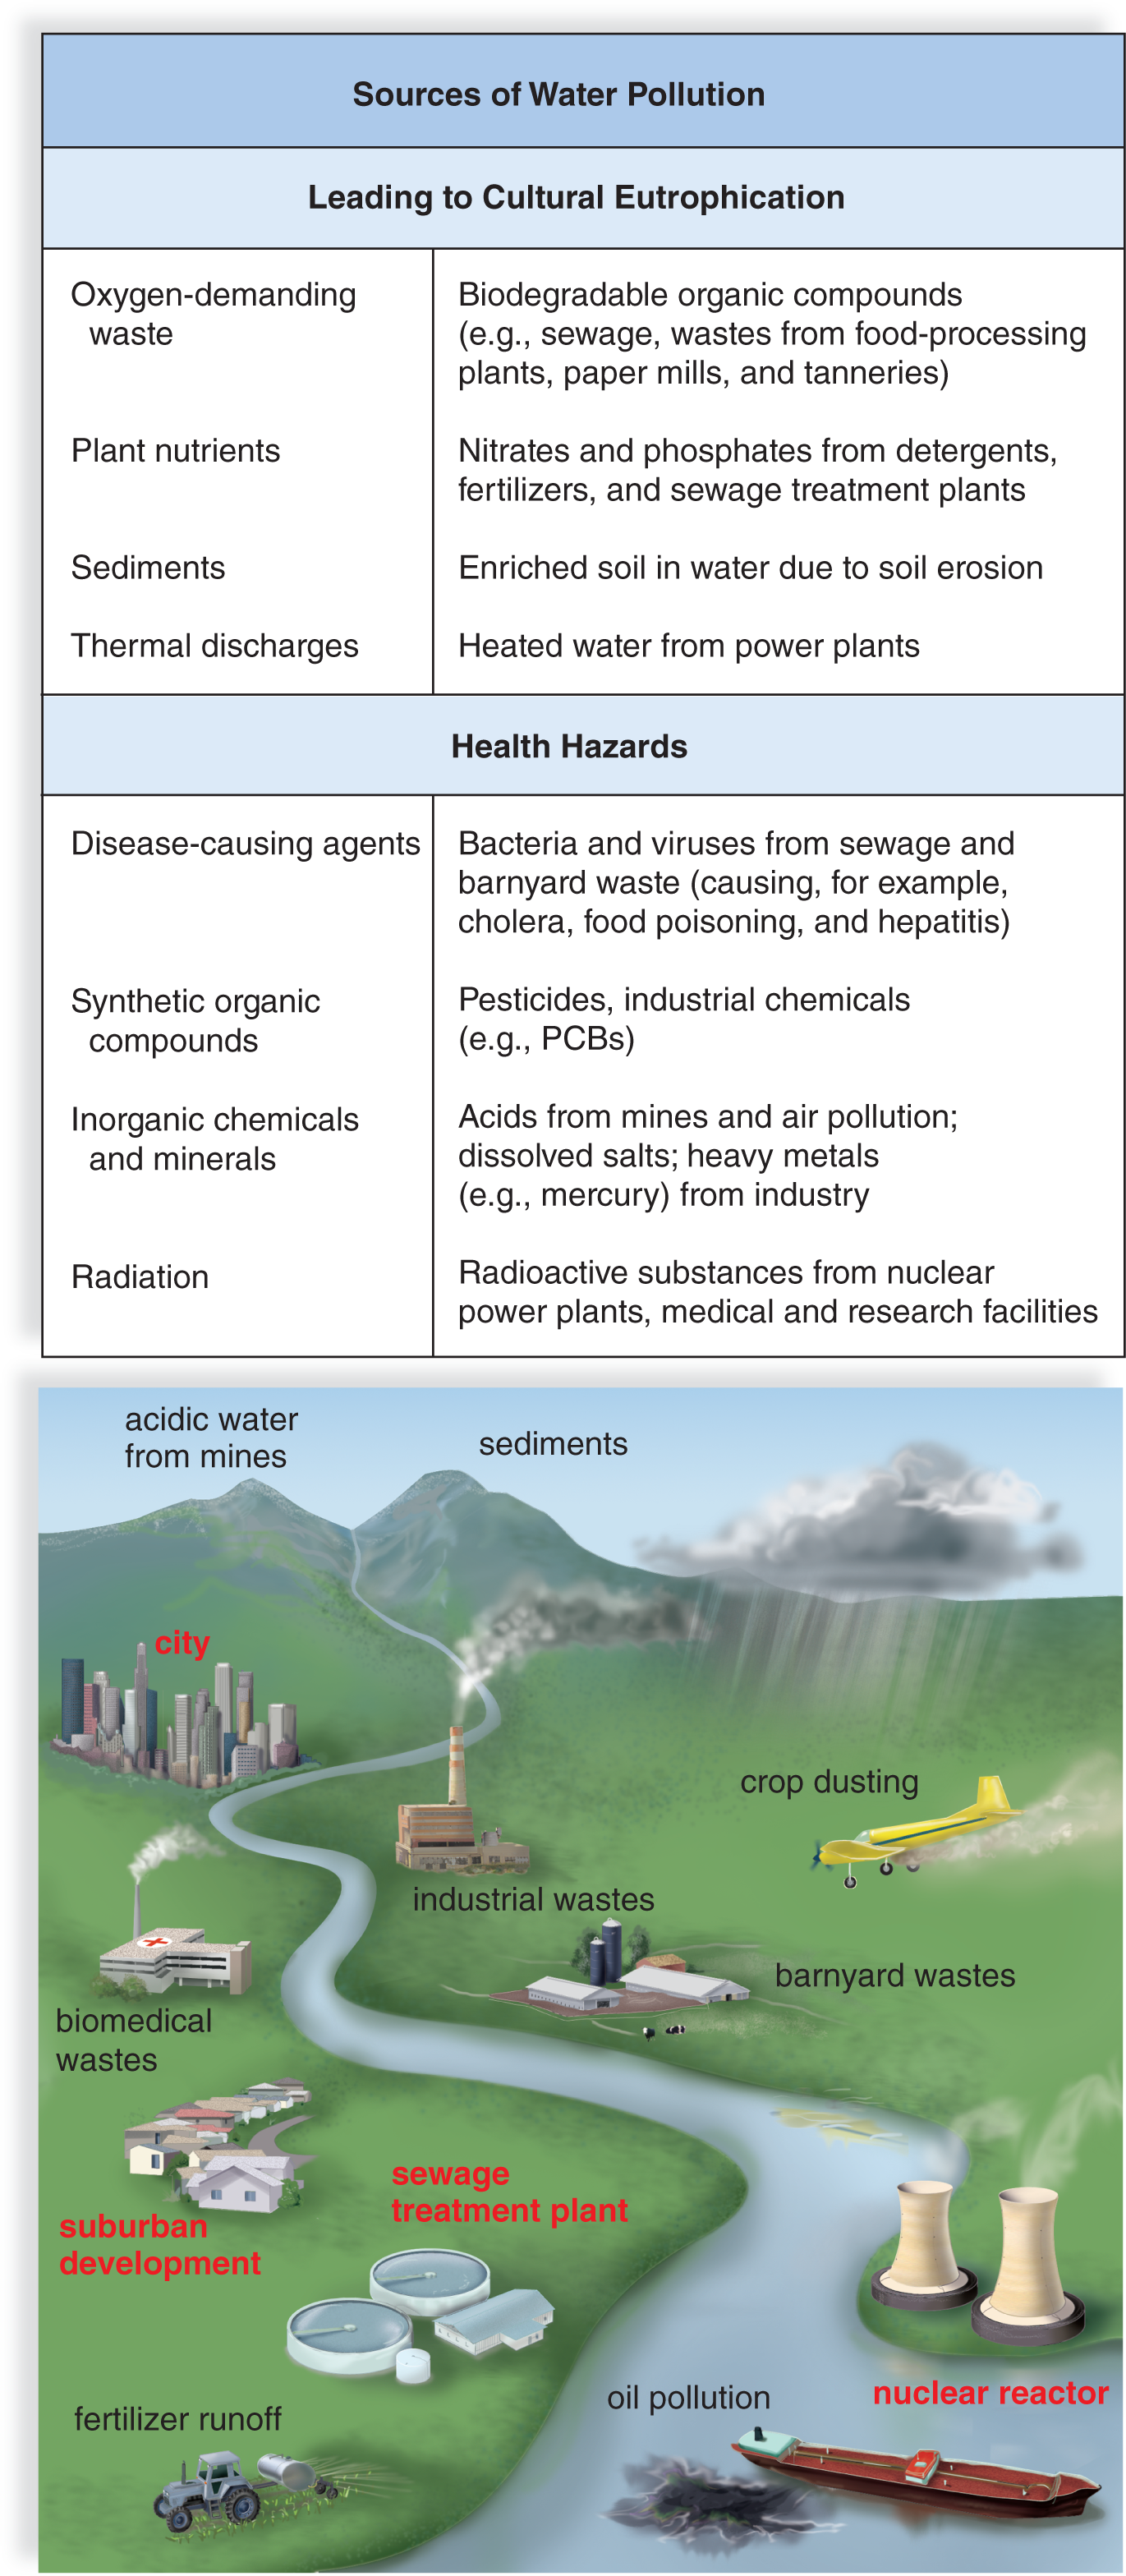 Sources of Water Pollution
Leading to Cultural Eutrophication
Oxygen-demanding
waste
Biodegradable organic compounds
(e.g., sewage, wastes from food-processing
plants, paper mills, and tanneries)
Plant nutrients
Nitrates and phosphates from detergents,
fertilizers, and sewage treatment plants
Sediments
Enriched soil in water due to soil erosion
Thermal discharges
Heated water from power plants
Health Hazards
Disease-causing agents
Bacteria and viruses from sewage and
barnyard waste (causing, for example,
cholera, food poisoning, and hepatitis)
Synthetic organic
compounds
Pesticides, industrial chemicals
(e.g., PCBs)
Inorganic chemicals
and minerals
Acids from mines and air pollution;
dissolved salts; heavy metals
(e.g., mercury) from industry
Radiation
Radioactive substances from nuclear
power plants, medical and research facilities
acidic water
from mines
sediments
city
crop dusting
industrial wastes
barnyard wastes
biomedical
wastes
sewage
treatment plant
suburban
development
nuclear reactor
oil pollution
fertilizer runoff